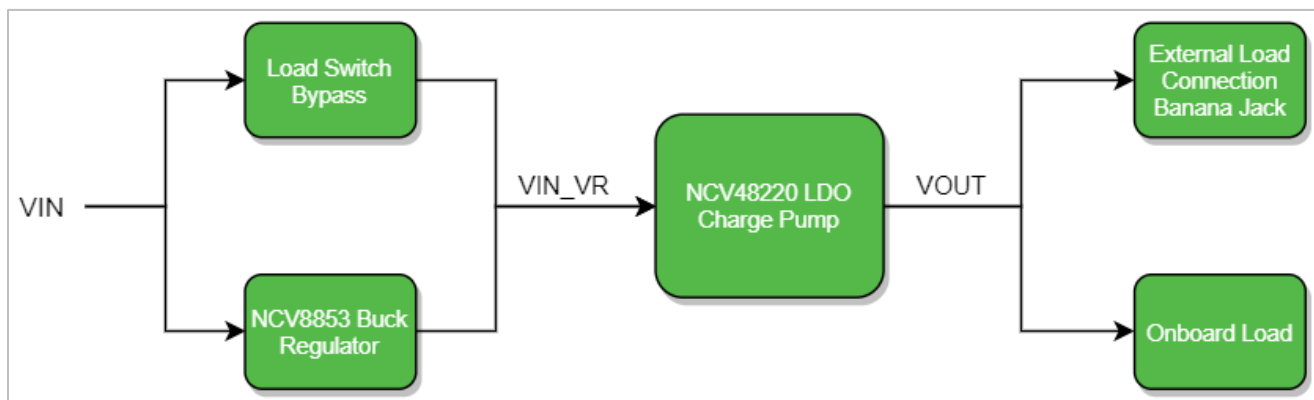 Load Switch
Bypass
External Load
Connection
Banana Jack
VIN
VIN_VR
NCV48220 LDO
Charge Pump
VOUT
NCV8853 Buck
Regulator
Onboard Load